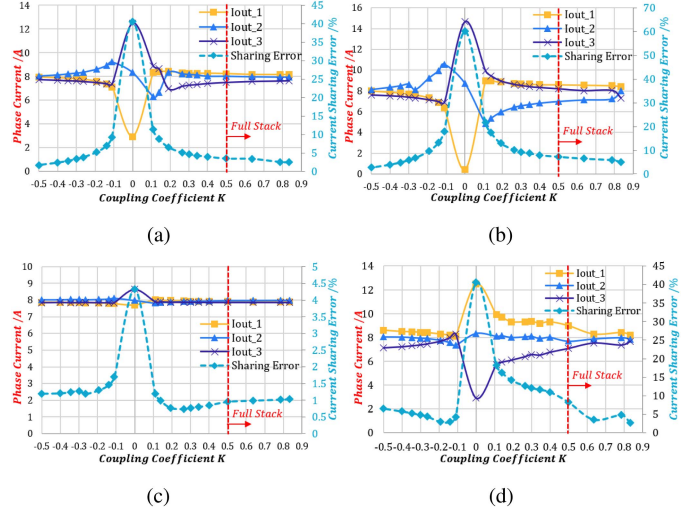 14
12
10
8
6
4
2
0
-0.5 -0.4 -0.3 -0.2 -0.1 0 0.1 0.2 0.3 0.4 0.5 0.6 0.7 0.8 0.9
45
40
35
30
25
20
15
10
5
0
Phase Current /A
Current Sharing Error/%
Coupling Coefficient K
Iout_1
Iout_2
Iout_3
Sharing Error
Full Stack
(a)
16
14
12
10
8
6
4
2
0
-0.5 -0.4 -0.3 -0.2 -0.1 0 0.1 0.2 0.3 0.4 0.5 0.6 0.7 0.8 0.9
70
60
50
40
30
20
10
0
Phase Current /A
Current Sharing Error /%
Coupling Coefficient K
Iout_1
Iout_2
Iout_3
Sharing Error
Full Stack
(b)
10
9
8
7
6
5
4
3
2
1
0
-0.5 -0.4 -0.3 -0.2 -0.1 0 0.1 0.2 0.3 0.4 0.5 0.6 0.7 0.8 0.9
5
4.5
4
3.5
3
2.5
2
1.5
1
0.5
0
Phase Current /A
Current Sharing Error /%
Coupling Coefficient K
Iout_1
Iout_2
Iout_3
Sharing Error
Full Stack
(c)
14
12
10
8
6
4
2
0
-0.5 -0.4 -0.3 -0.2 -0.1 0 0.1 0.2 0.3 0.4 0.5 0.6 0.7 0.8 0.9
45
40
35
30
25
20
15
10
5
0
Phase Current /A
Current Sharing Error /%
Coupling Coefficient K
Iout_1
Iout_2
Iout_3
Sharing Error
Full Stack
(d)